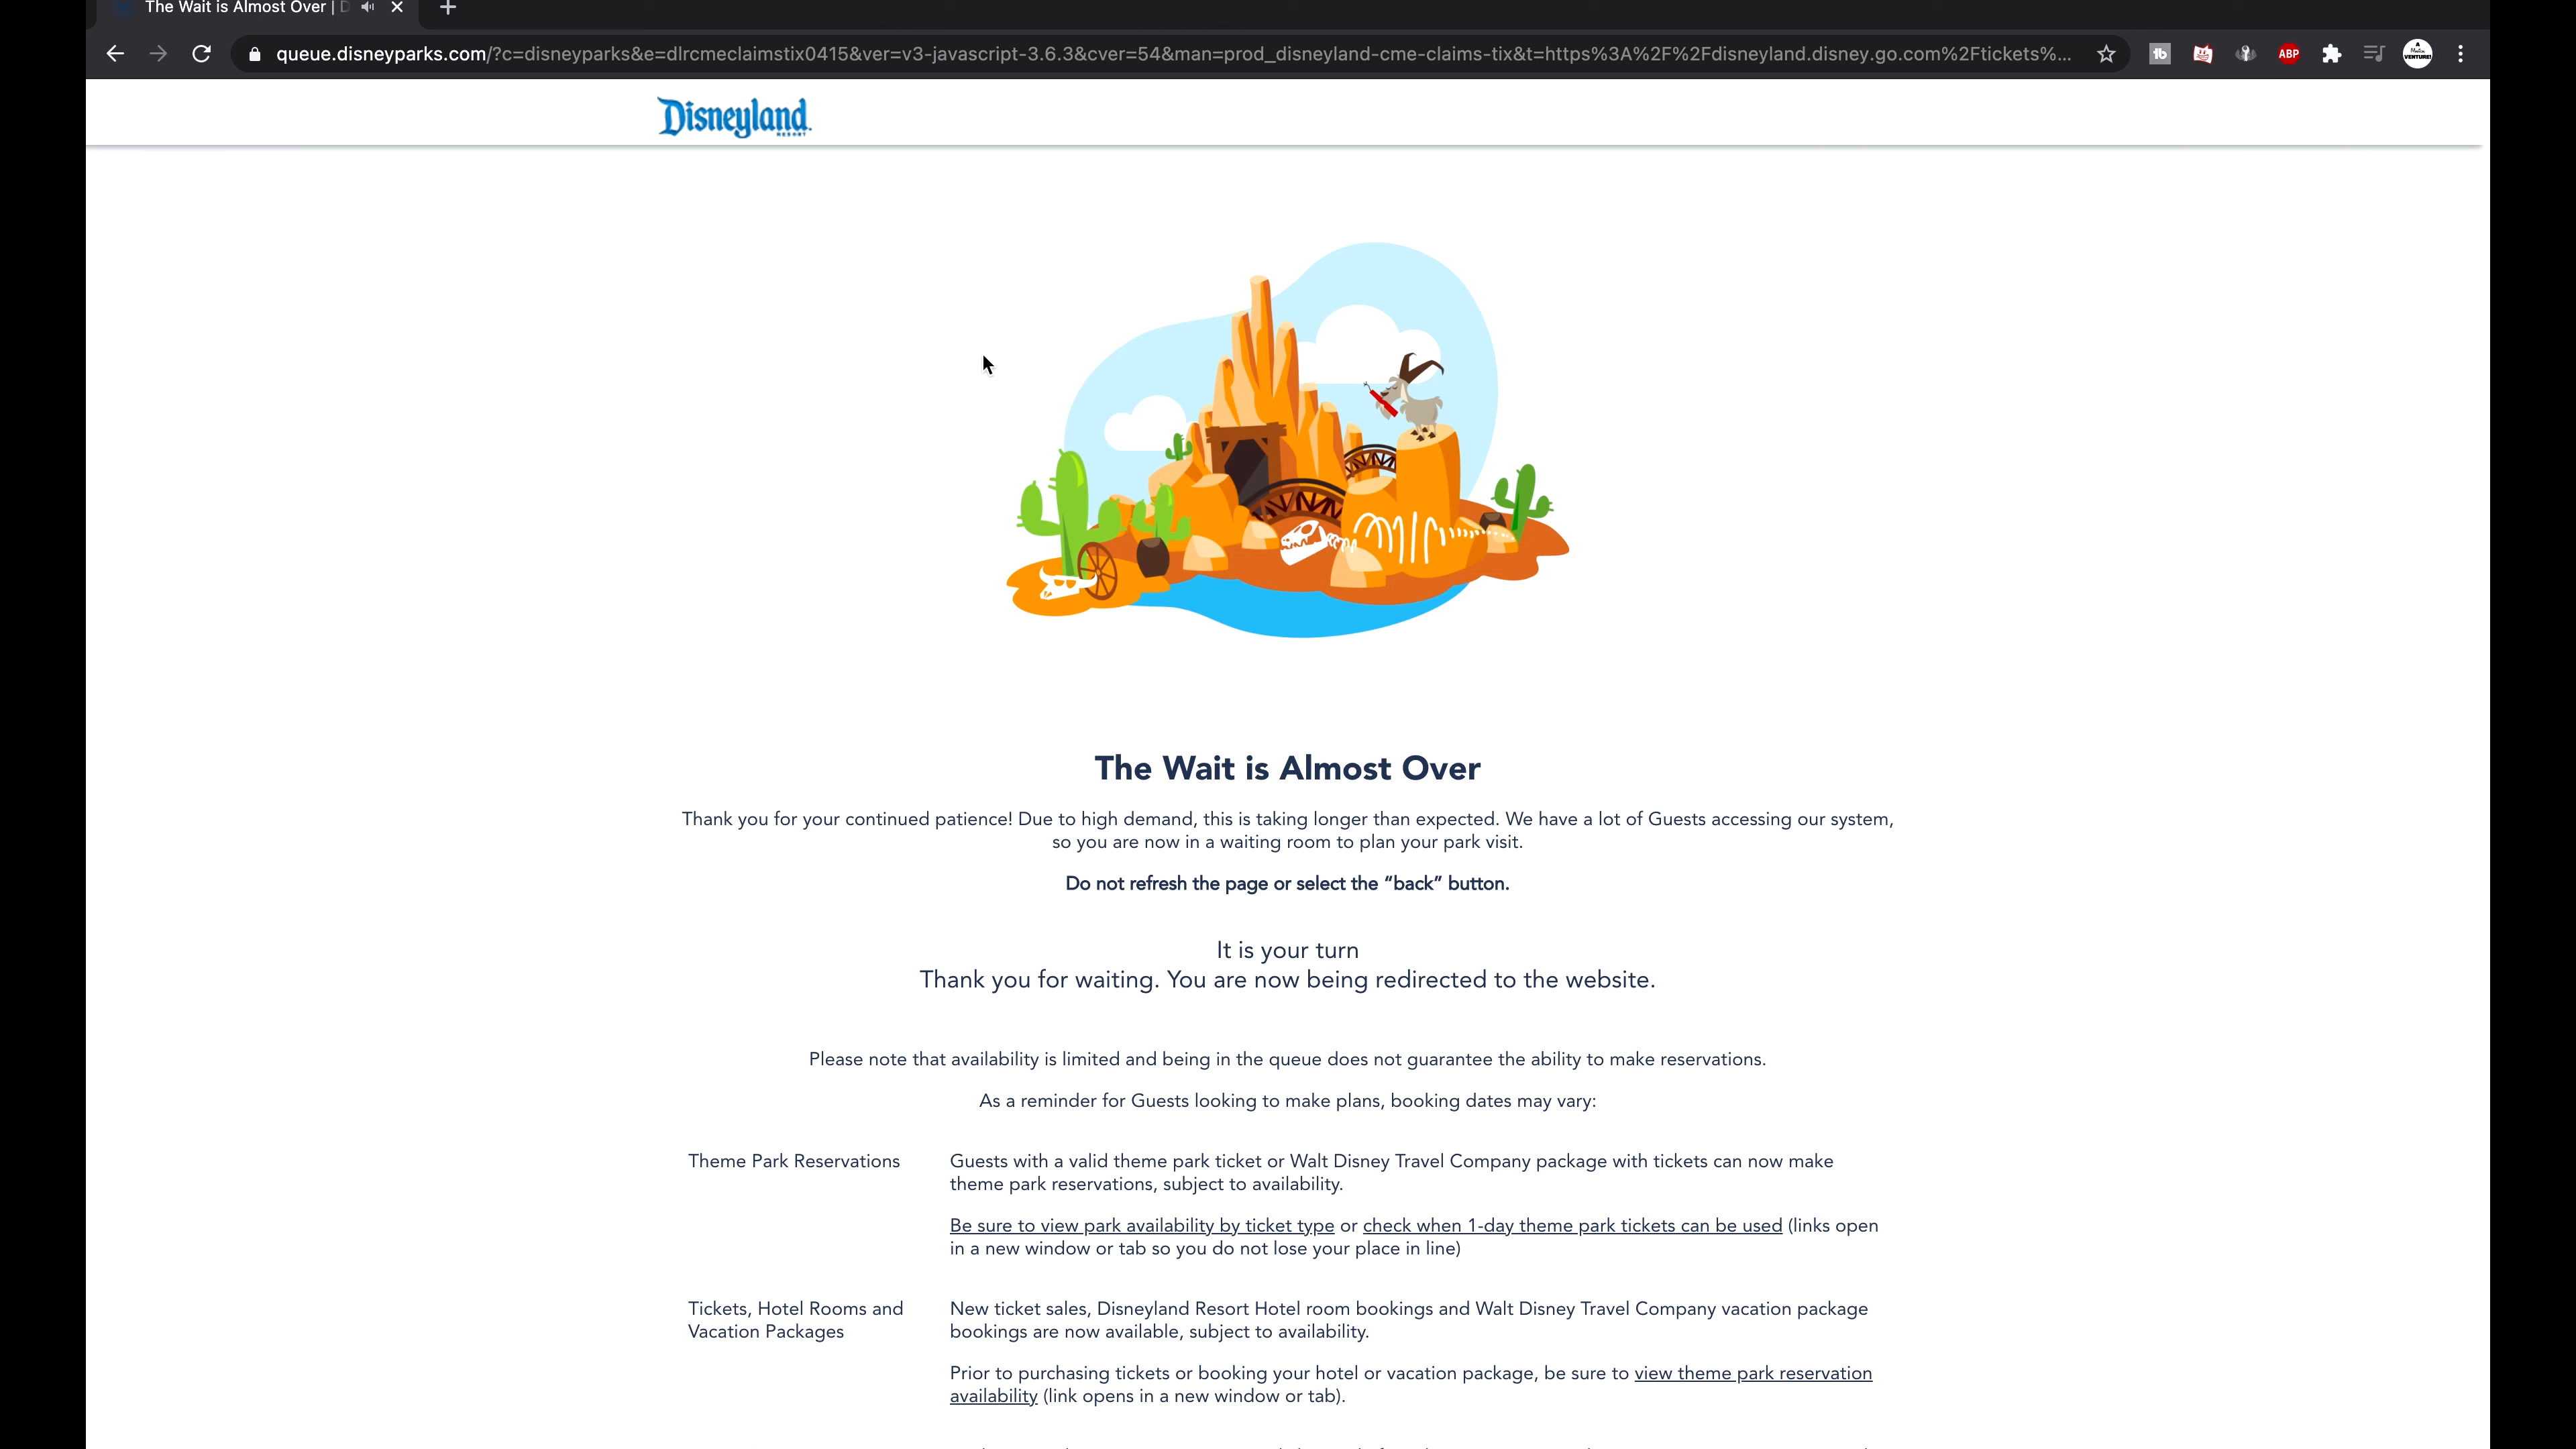 The Wait is Almost Over |
queue.disneyparks.com/?c=disneyparks&e=dlrcmeclaimstix0415&ver=v3-javascript-3.6.3&cver=54&man=prod_disneyland-cme-claims-tix&t=https%3A%2F%2Fdisneyland.disney.go.com%2Ftickets%...
ABP
VENTURE!
Disneyland
RESORT
The Wait is Almost Over
Thank you for your continued patience! Due to high demand, this is taking longer than expected. We have a lot of Guests accessing our system,
so you are now in a waiting room to plan your park visit.
Do not refresh the page or select the “back” button.
It is your turn
Thank you for waiting. You are now being redirected to the website.
Please note that availability is limited and being in the queue does not guarantee the ability to make reservations.
As a reminder for Guests looking to make plans, booking dates may vary:
Theme Park Reservations
Guests with a valid theme park ticket or Walt Disney Travel Company package with tickets can now make
theme park reservations, subject to availability.
Be sure to view park availability by ticket type or check when 1-day theme park tickets can be used (links open
in a new window or tab so you do not lose your place in line)
Tickets, Hotel Rooms and
Vacation Packages
New ticket sales, Disneyland Resort Hotel room bookings and Walt Disney Travel Company vacation package
bookings are now available, subject to availability.
Prior to purchasing tickets or booking your hotel or vacation package, be sure to view theme park reservation
availability (link opens in a new window or tab).